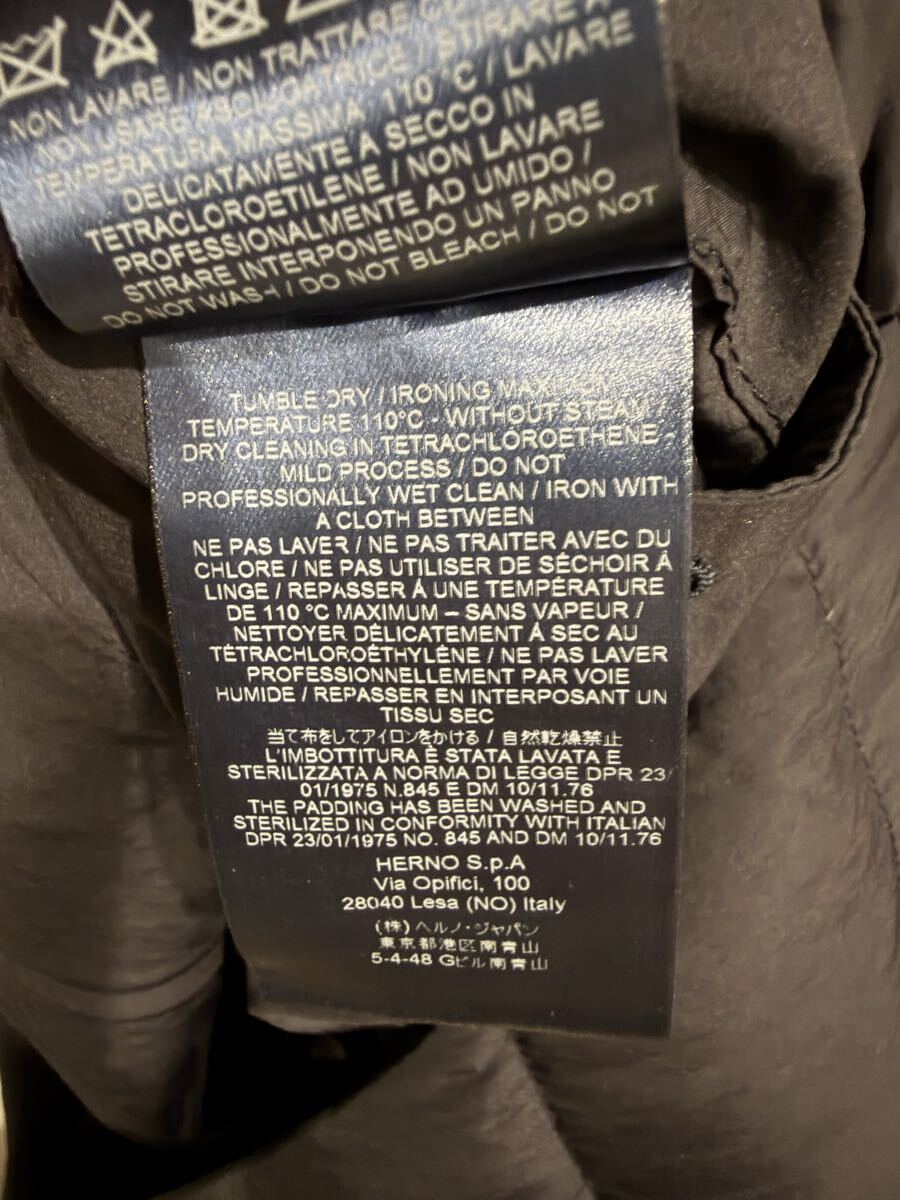 NON LAVARE / NON TRATTARE
NON USARE ASCIUGATRICE / STIRARE A
TEMPERATURA MASSIMA 110°C / LAVARE
DELICATAMENTE A SECCO IN
TETRACLOROETILENE / NON LAVARE
PROFESSIONALMENTE AD UMIDO /
STIRARE INTERPONENDO UN PANNO
DO NOT WASH / DO NOT BLEACH / DO NOT
TUMBLE DRY / IRONING
TEMPERATURE 110°C - WITHOUT STEAM /
DRY CLEANING IN TETRACHLOROETHENE -
MILD PROCESS / DO NOT
PROFESSIONALLY WET CLEAN / IRON WITH
A CLOTH BETWEEN
NE PAS LAVER / NE PAS TRAITER AVEC DU
CHLORE / NE PAS UTILISER DE SÉCHOIR À
LINGE / REPASSER À UNE TEMPÉRATURE
DE 110 °C MAXIMUM – SANS VAPEUR /
NETTOYER DÉLICATEMENT À SEC AU
TÉTRACHLOROÉTHYLÈNE / NE PAS LAVER
PROFESSIONNELLEMENT PAR VOIE
HUMIDE / REPASSER EN INTERPOSANT UN
TISSU SEC
当て布をしてアイロンをかける / 自然乾燥禁止
L'IMBOTTITURA È STATA LAVATA E
STERILIZZATA A NORMA DI LEGGE DPR 23/
01/1975 N.845 E DM 10/11.76
THE PADDING HAS BEEN WASHED AND
STERILIZED IN CONFORMITY WITH ITALIAN
DPR 23/01/1975 NO. 845 AND DM 10/11.76
HERNO S.p.A
Via Opifici, 100
28040 Lesa (NO) Italy
(株)ヘルノ・ジャパン
東京都港区南青山
5-4-48 Gビル南青山